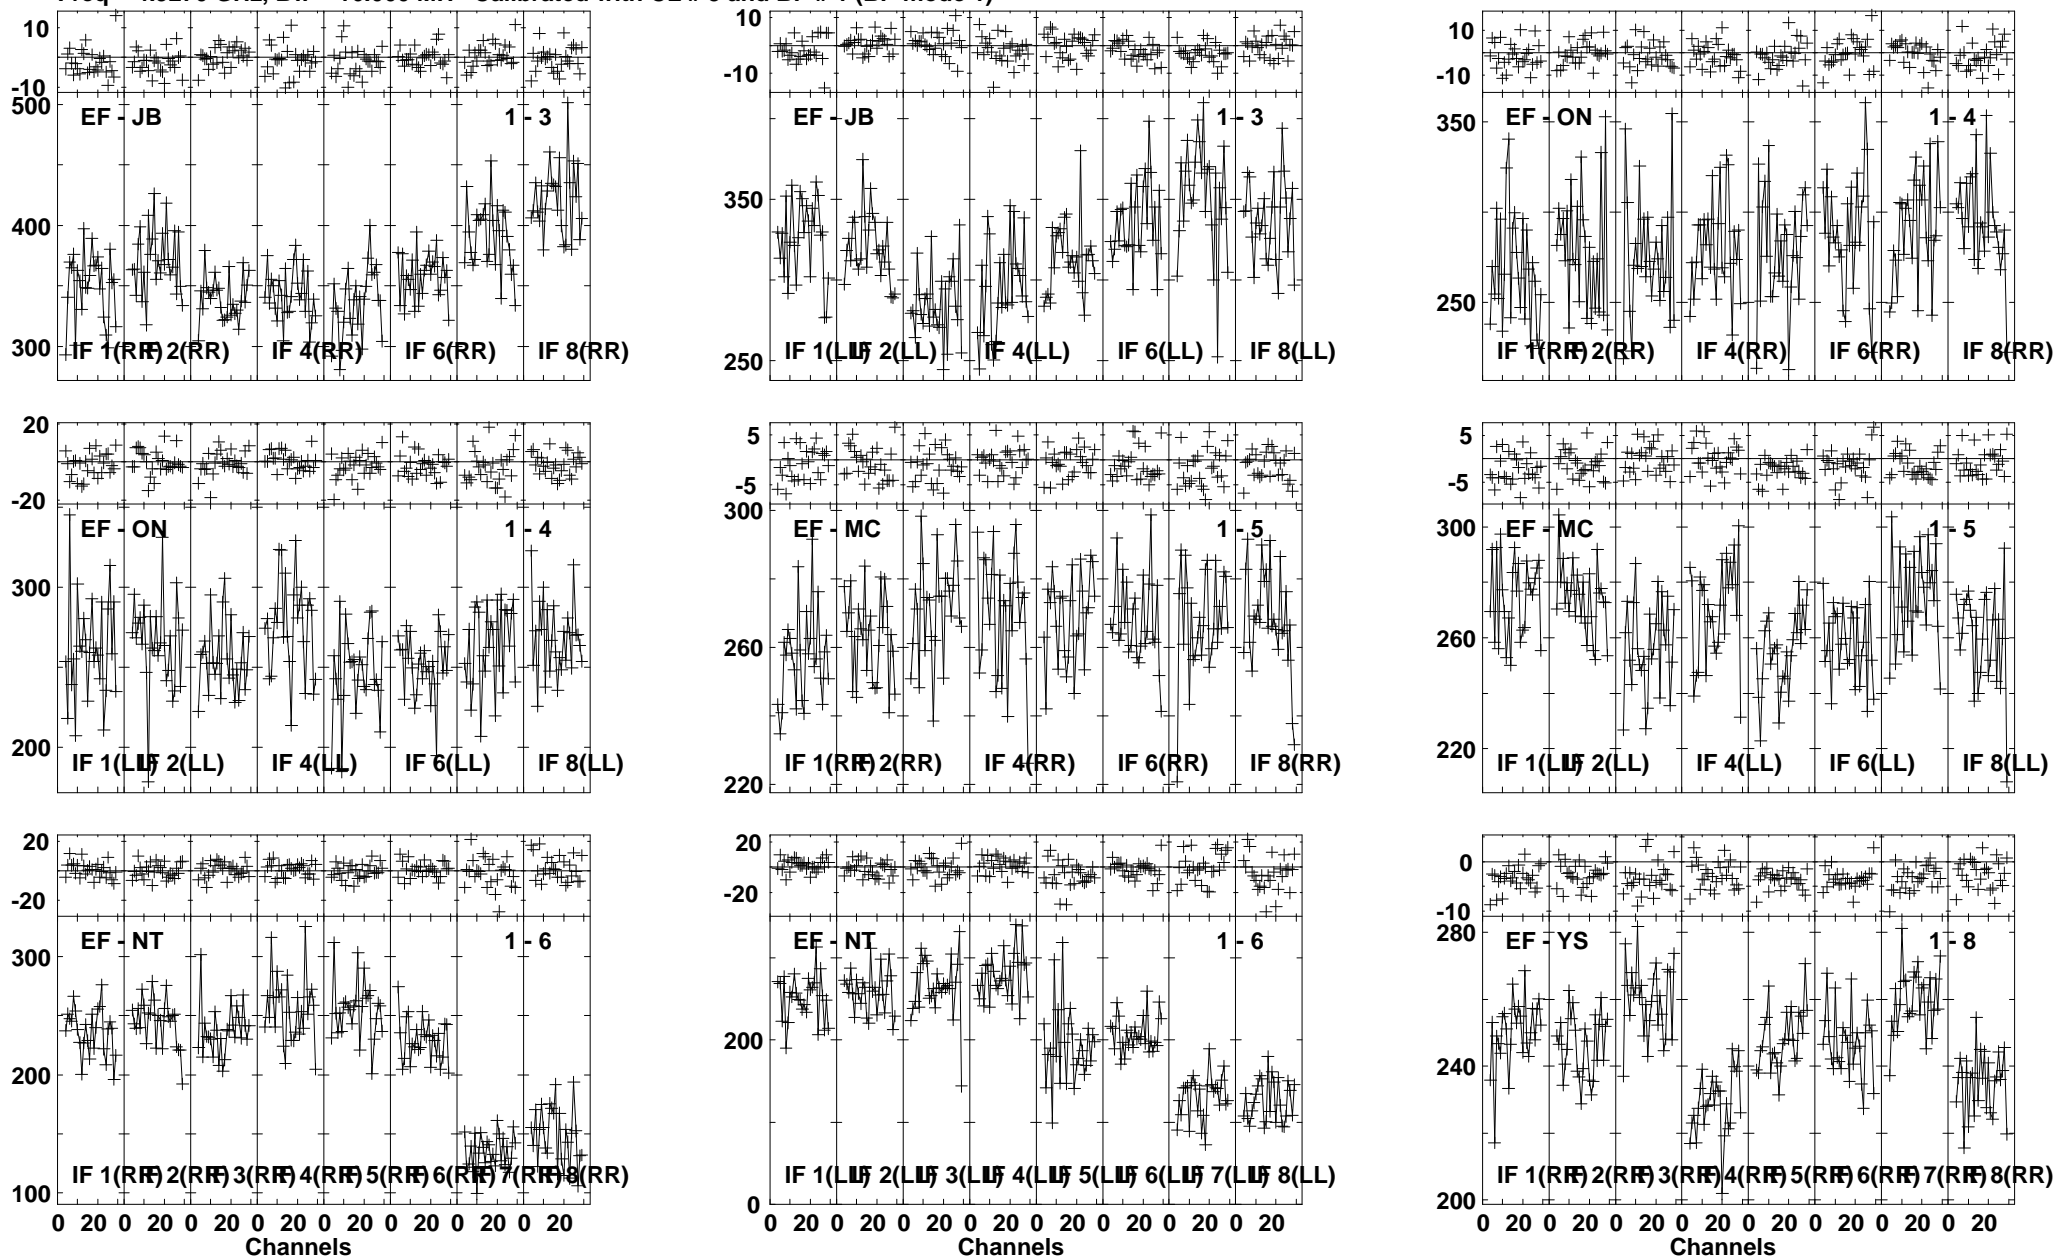 10
-10
500
400
300
EF - JB
1 - 3
IF 1(RR) IF 2(RR) IF 4(RR) IF 6(RR) IF 8(RR)
10
-10
350
250
EF - JB
1 - 3
IF 1(LL) IF 2(LL) IF 4(LL) IF 6(LL) IF 8(LL)
10
-10
350
250
EF - ON
1 - 4
IF 1(RR) IF 2(RR) IF 4(RR) IF 6(RR) IF 8(RR)
20
-20
300
200
EF - ON
1 - 4
IF 1(LL) IF 2(LL) IF 4(LL) IF 6(LL) IF 8(LL)
5
-5
300
260
220
EF - MC
1 - 5
IF 1(RR) IF 2(RR) IF 4(RR) IF 6(RR) IF 8(RR)
5
-5
300
260
220
EF - MC
1 - 5
IF 1(LL) IF 2(LL) IF 4(LL) IF 6(LL) IF 8(LL)
20
-20
300
200
100
EF - NT
1 - 6
IF 1(RR) IF 2(RR) IF 3(RR) IF 4(RR) IF 5(RR) IF 6(RR) IF 7(RR) IF 8(RR)
0 20 0 20 0 20 0 20 0 20 0 20 0 20 0 20
Channels
20
-20
200
0
EF - NT
1 - 6
IF 1(LL) IF 2(LL) IF 3(LL) IF 4(LL) IF 5(LL) IF 6(LL) IF 7(LL) IF 8(LL)
0 20 0 20 0 20 0 20 0 20 0 20 0 20 0 20
Channels
0
-10
280
240
200
EF - YS
1 - 8
IF 1(RR) IF 2(RR) IF 3(RR) IF 4(RR) IF 5(RR) IF 6(RR) IF 7(RR) IF 8(RR)
0 20 0 20 0 20 0 20 0 20 0 20 0 20 0 20
Channels